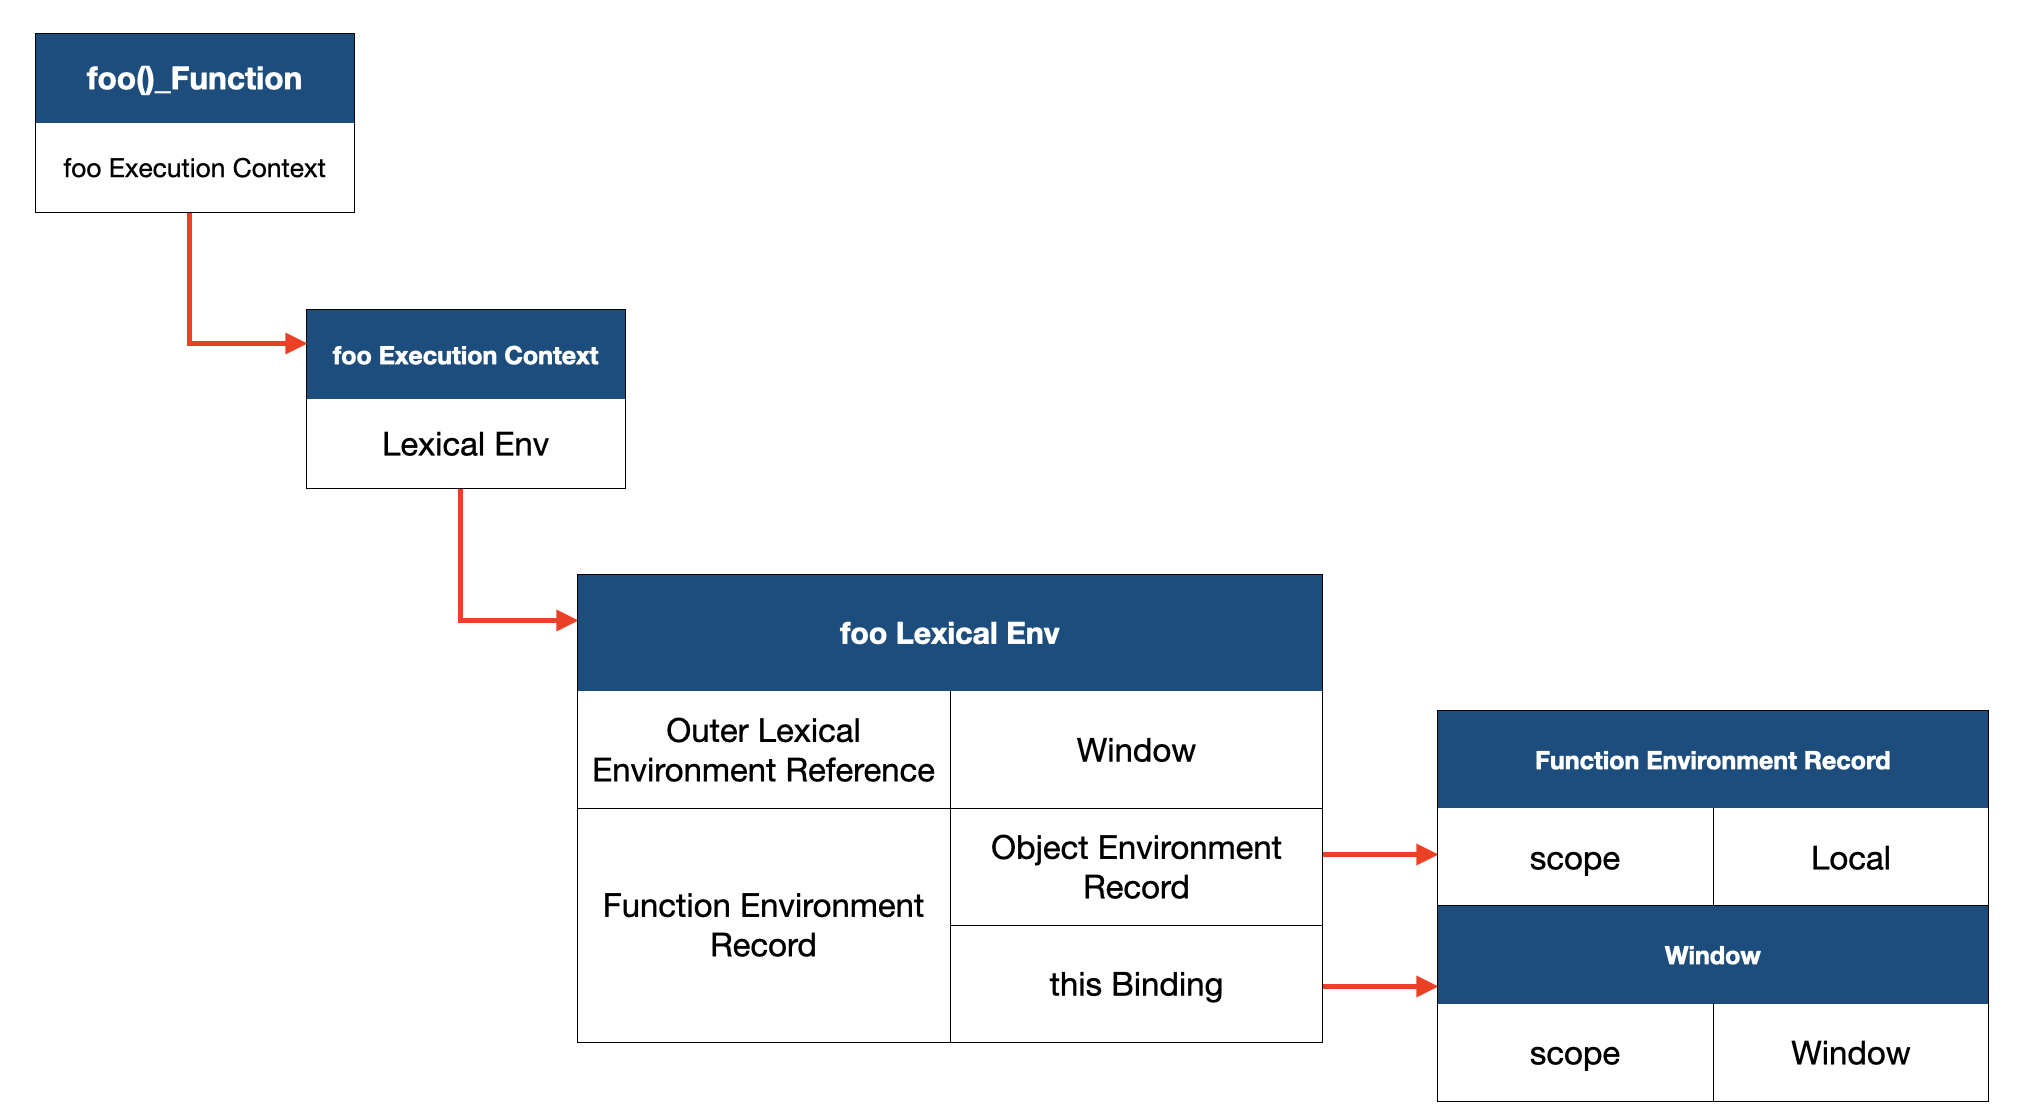 foo()_Function
foo Execution Context
foo Execution Context
Lexical Env
foo Lexical Env
Outer Lexical
Environment Reference
Window
Function Environment
Record
Object Environment
Record
this Binding
Function Environment Record
scope
Local
Window
scope
Window